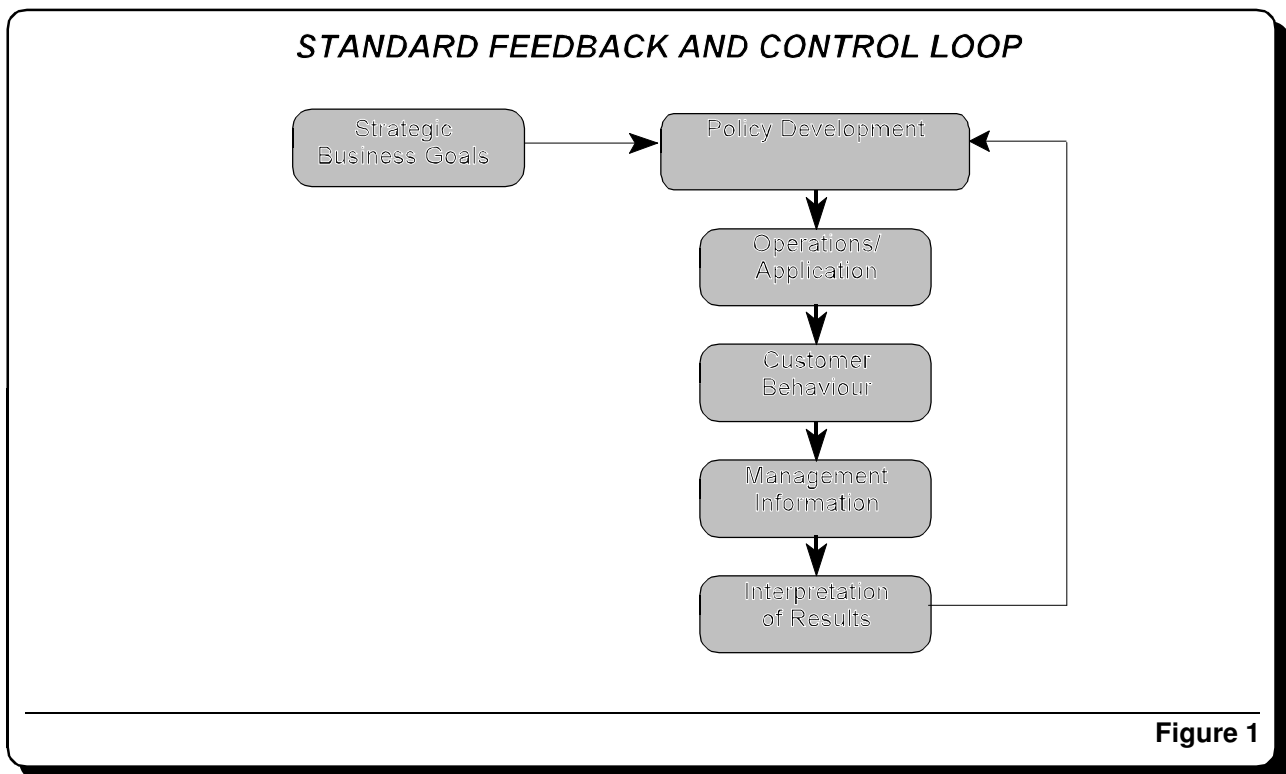 STANDARD FEEDBACK AND CONTROL LOOP
Strategic
Business Goals
Policy Development
Operations/
Application
Customer
Behaviour
Management
Information
Interpretation
of Results
Figure 1